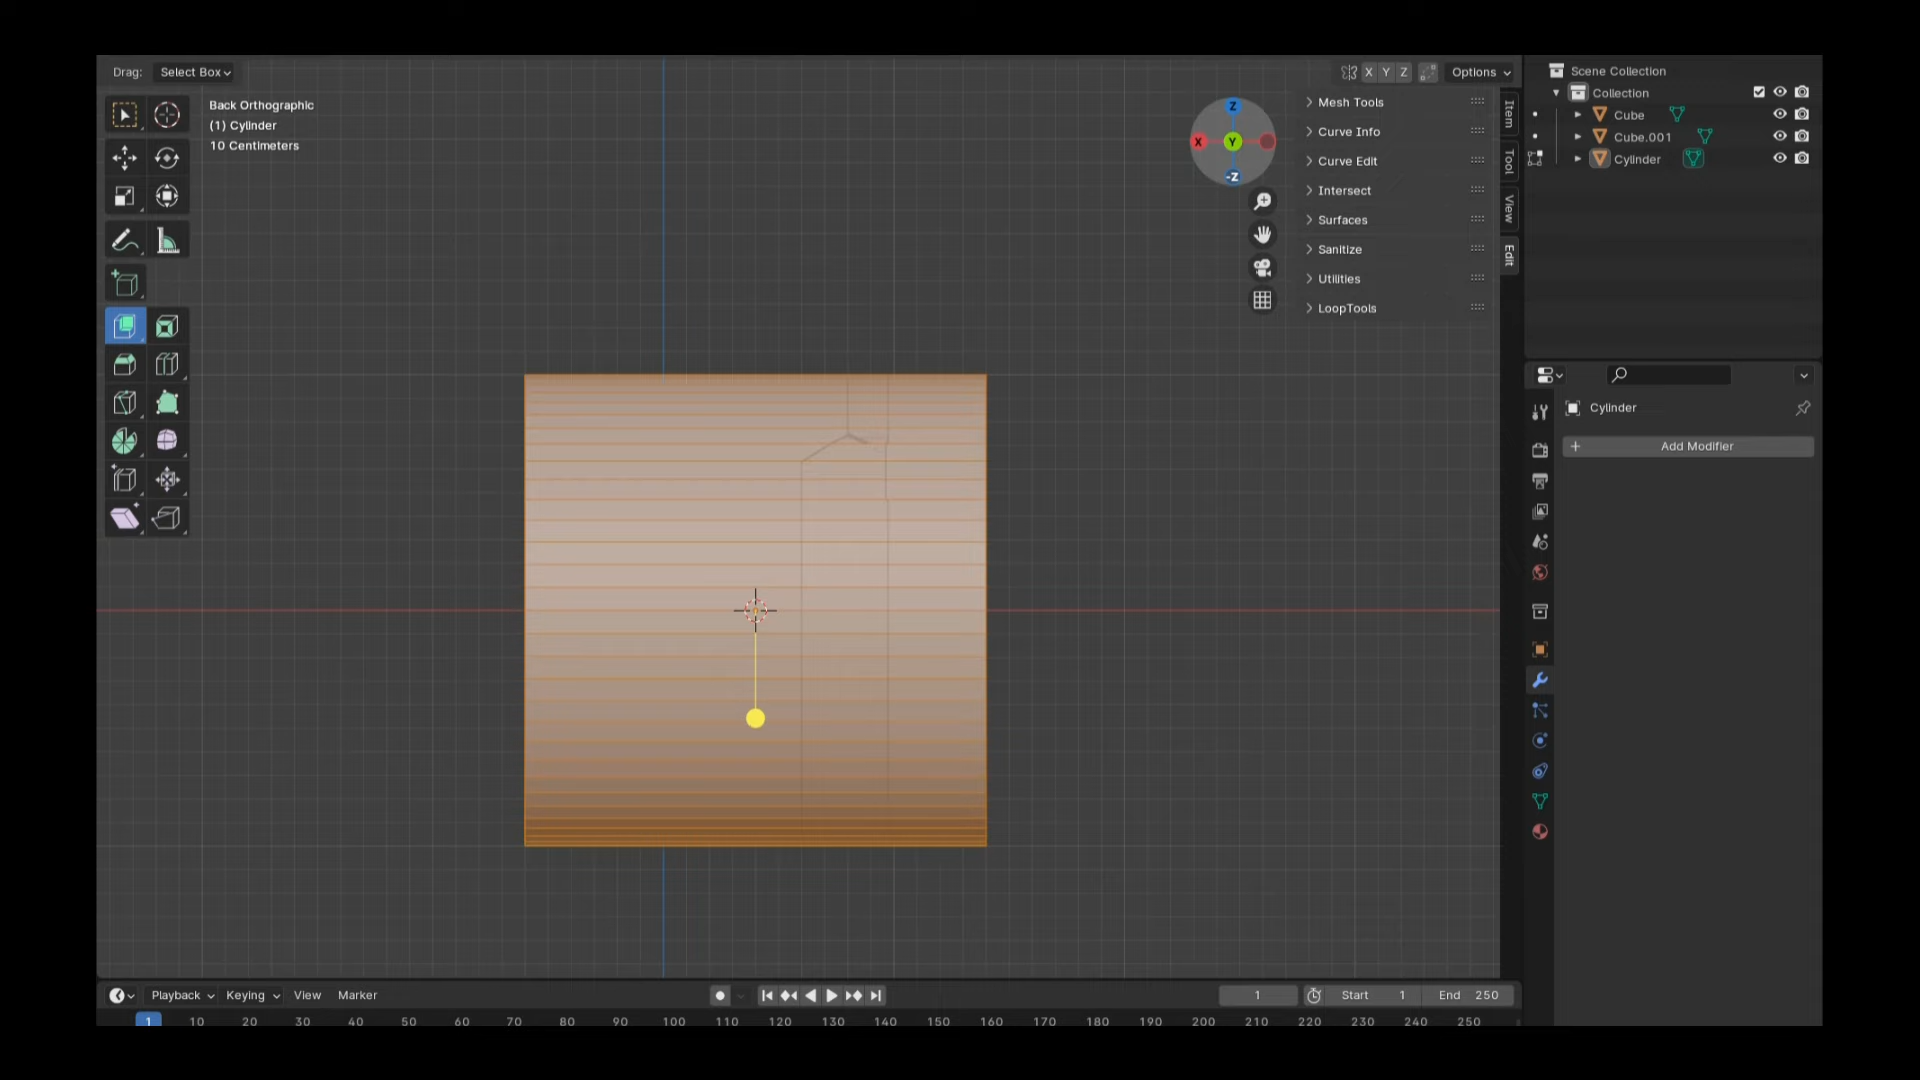 Drag: Select Box
X Y Z Options
Back Orthographic
(1) Cylinder
10 Centimeters
Z
X
Y
-Z
Mesh Tools
Curve Info
Curve Edit
Intersect
Surfaces
Sanitize
Utilities
LoopTools
Item
Tool
View
Edit
Scene Collection
Collection
Cube
Cube.001
Cylinder
Cylinder
+ Add Modifier
Playback Keying View Marker
1 Start 1 End 250
1 10 20 30 40 50 60 70 80 90 100 110 120 130 140 150 160 170 180 190 200 210 220 230 240 250